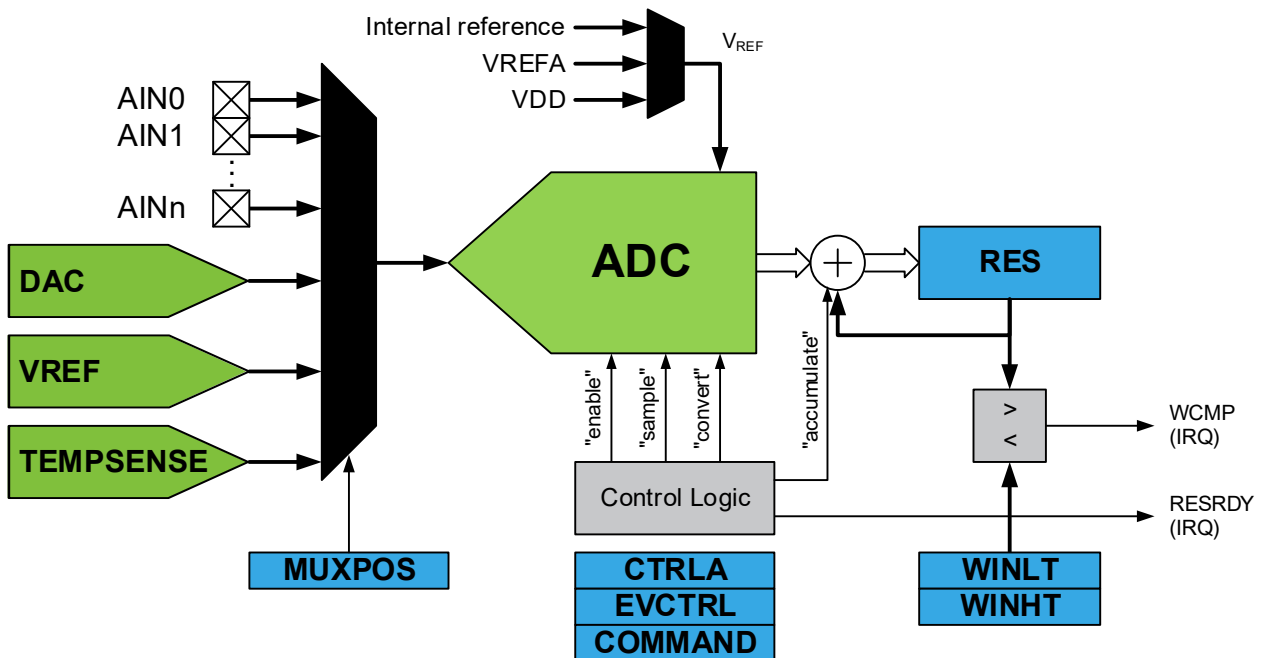 Internal reference
VREFA
VDD
VREF
AIN0
AIN1
AINn
DAC
VREF
TEMPSENSE
MUXPOS
ADC
"enable"
"sample"
"convert"
"accumulate"
Control Logic
CTRLA
EVCTRL
COMMAND
RES
>
<
WCMP
(IRQ)
RESRDY
(IRQ)
WINLT
WINHT